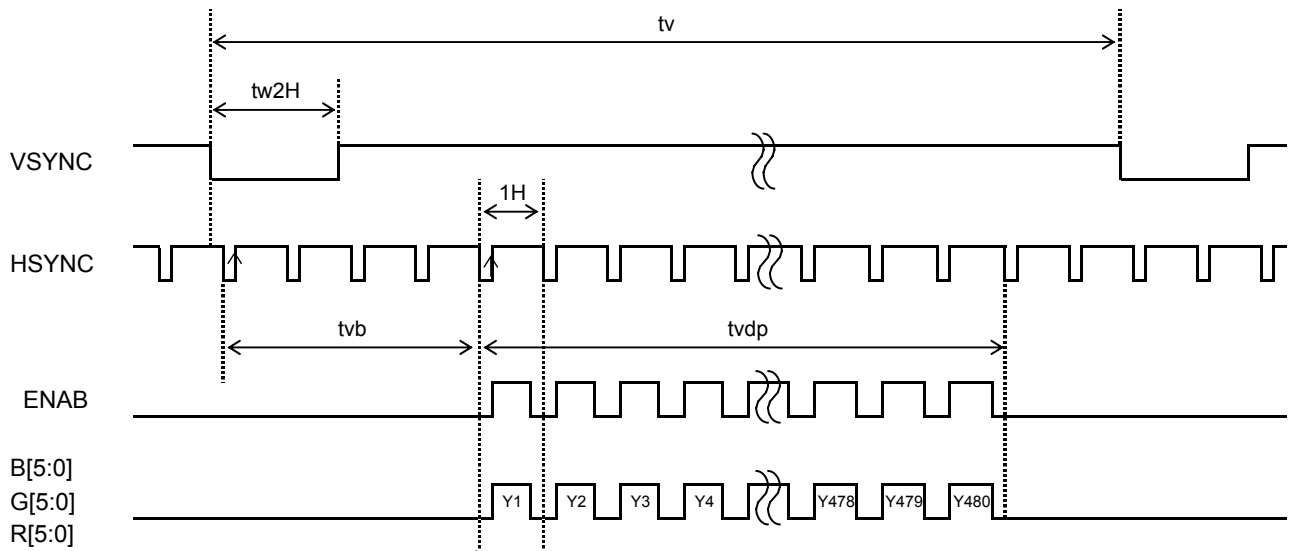 tv
tw2H
VSYNC
1H
HSYNC
tvb
tvdp
ENAB
B[5:0]
G[5:0]
R[5:0]
Y1
Y2
Y3
Y4
Y478
Y479
Y480